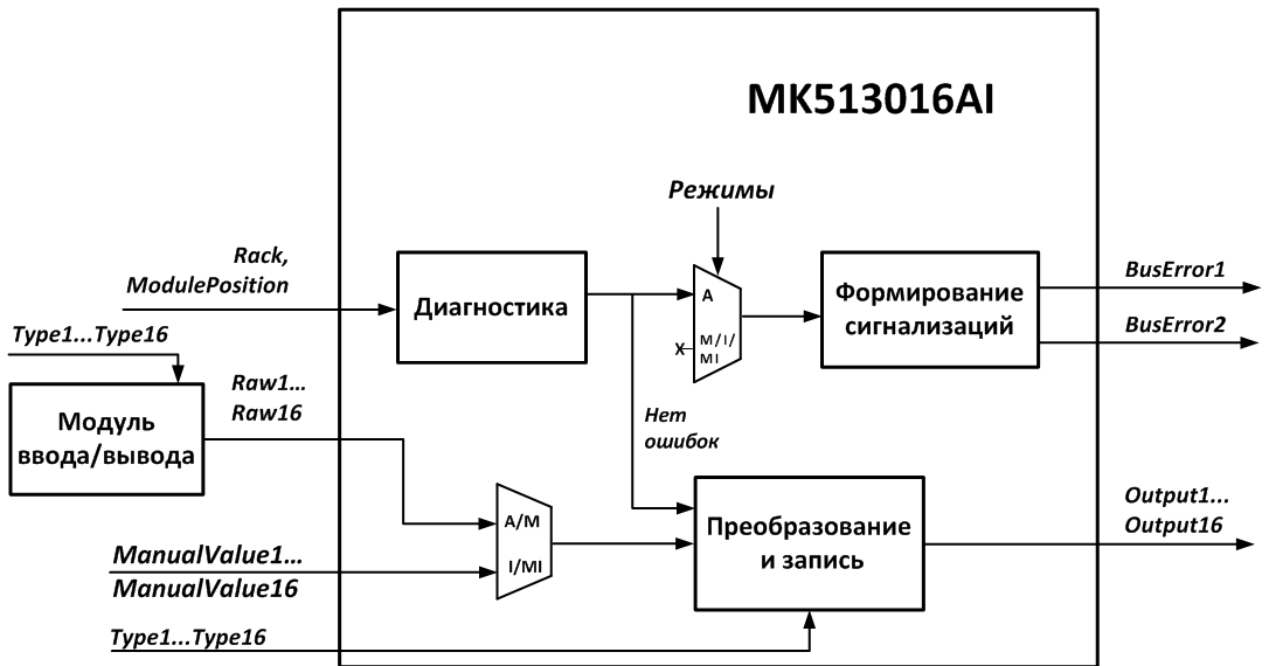 MK513016AI
Режимы
Rack,
ModulePosition
Диагностика
A
M/I/
MI
X
Формирование
сигнализаций
BusError1
BusError2
Type1...Type16
Модуль
ввода/вывода
Raw1...
Raw16
Нет
ошибок
A/M
I/MI
Преобразование
и запись
Output1...
Output16
ManualValue1...
ManualValue16
Type1...Type16